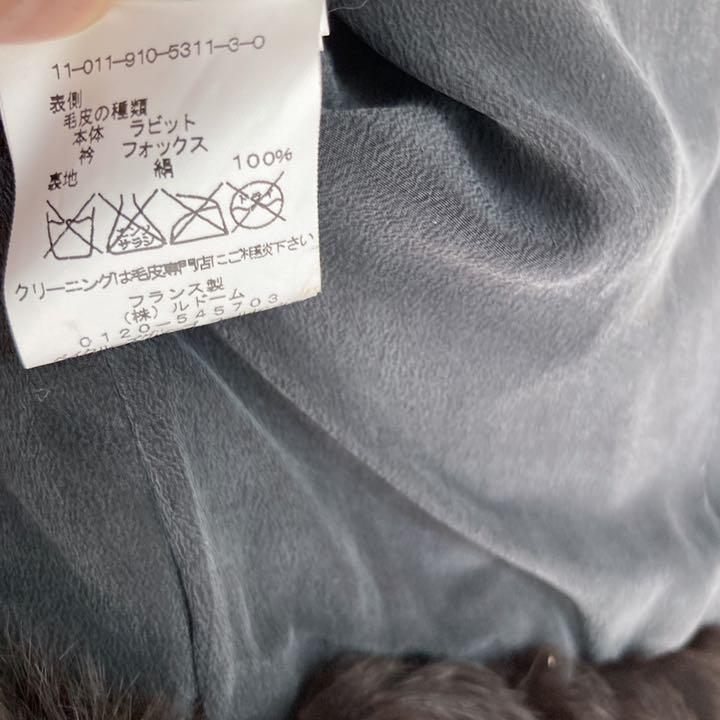 11-011-910-5311-3-0
表側
毛皮の種類
本体 ラビット
衿 フォックス
裏地 絹 100%
エンソ サラシ ドライ
クリーニングは毛皮専門店にご相談下さい
フランス製
(株)ルドーム
0120-545703